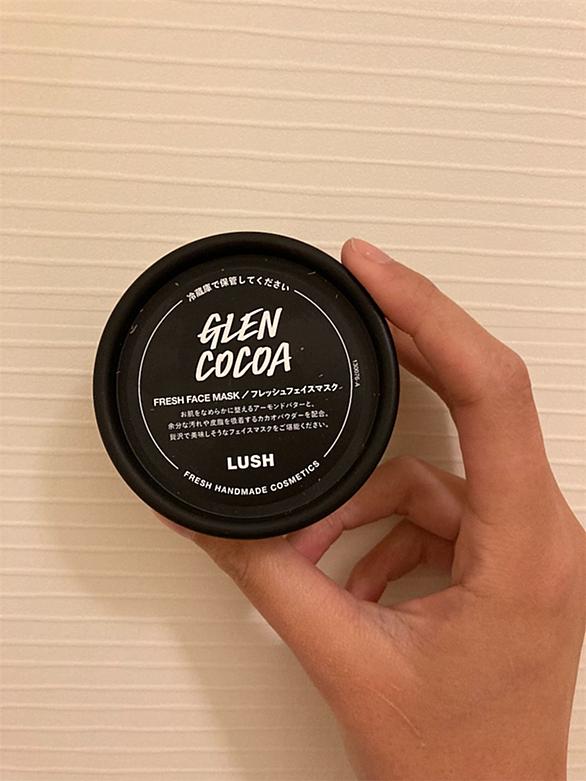 冷蔵庫で保管してください
GLEN
COCOA
FRESH FACE MASK／フレッシュフェイスマスク
お肌をなめらかに整えるアーモンドバターと、
余分な汚れや皮脂を吸着するカカオパウダーを配合。
贅沢で美味しそうなフェイスマスクをご堪能ください。
LUSH
FRESH HANDMADE COSMETICS